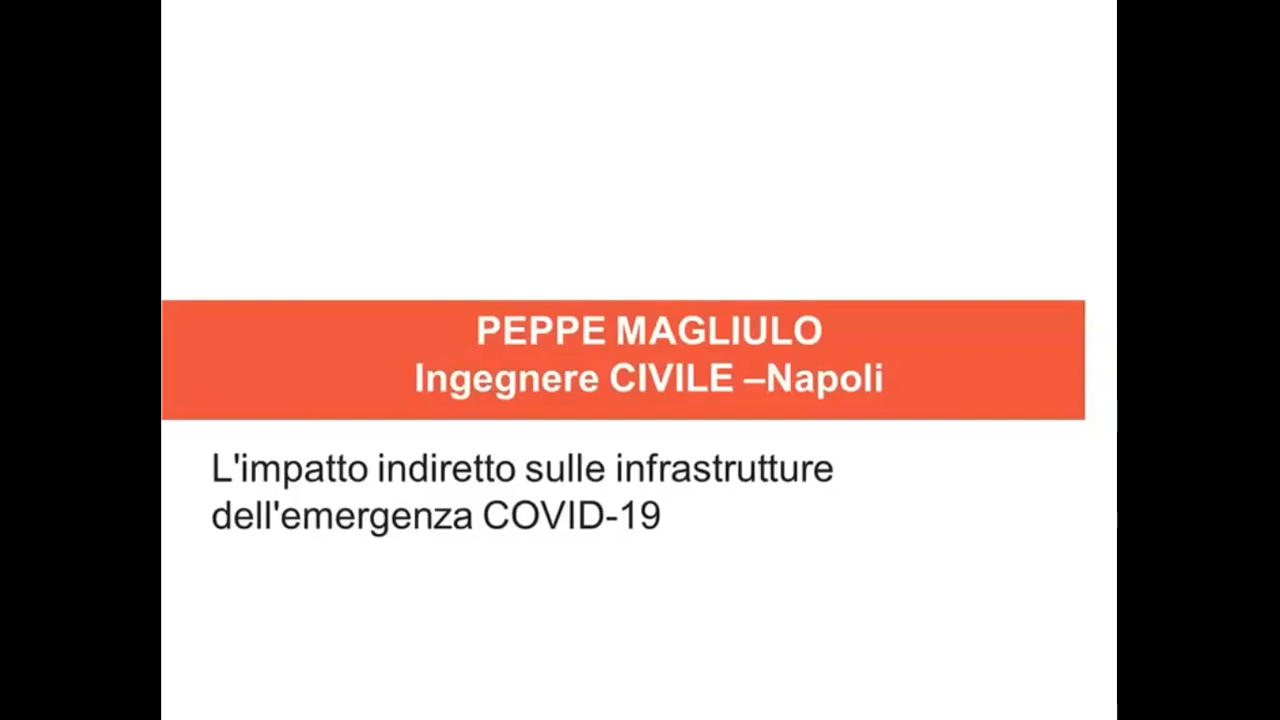 PEPPE MAGLIULO
Ingegnere CIVILE –Napoli
L'impatto indiretto sulle infrastrutture
dell'emergenza COVID-19